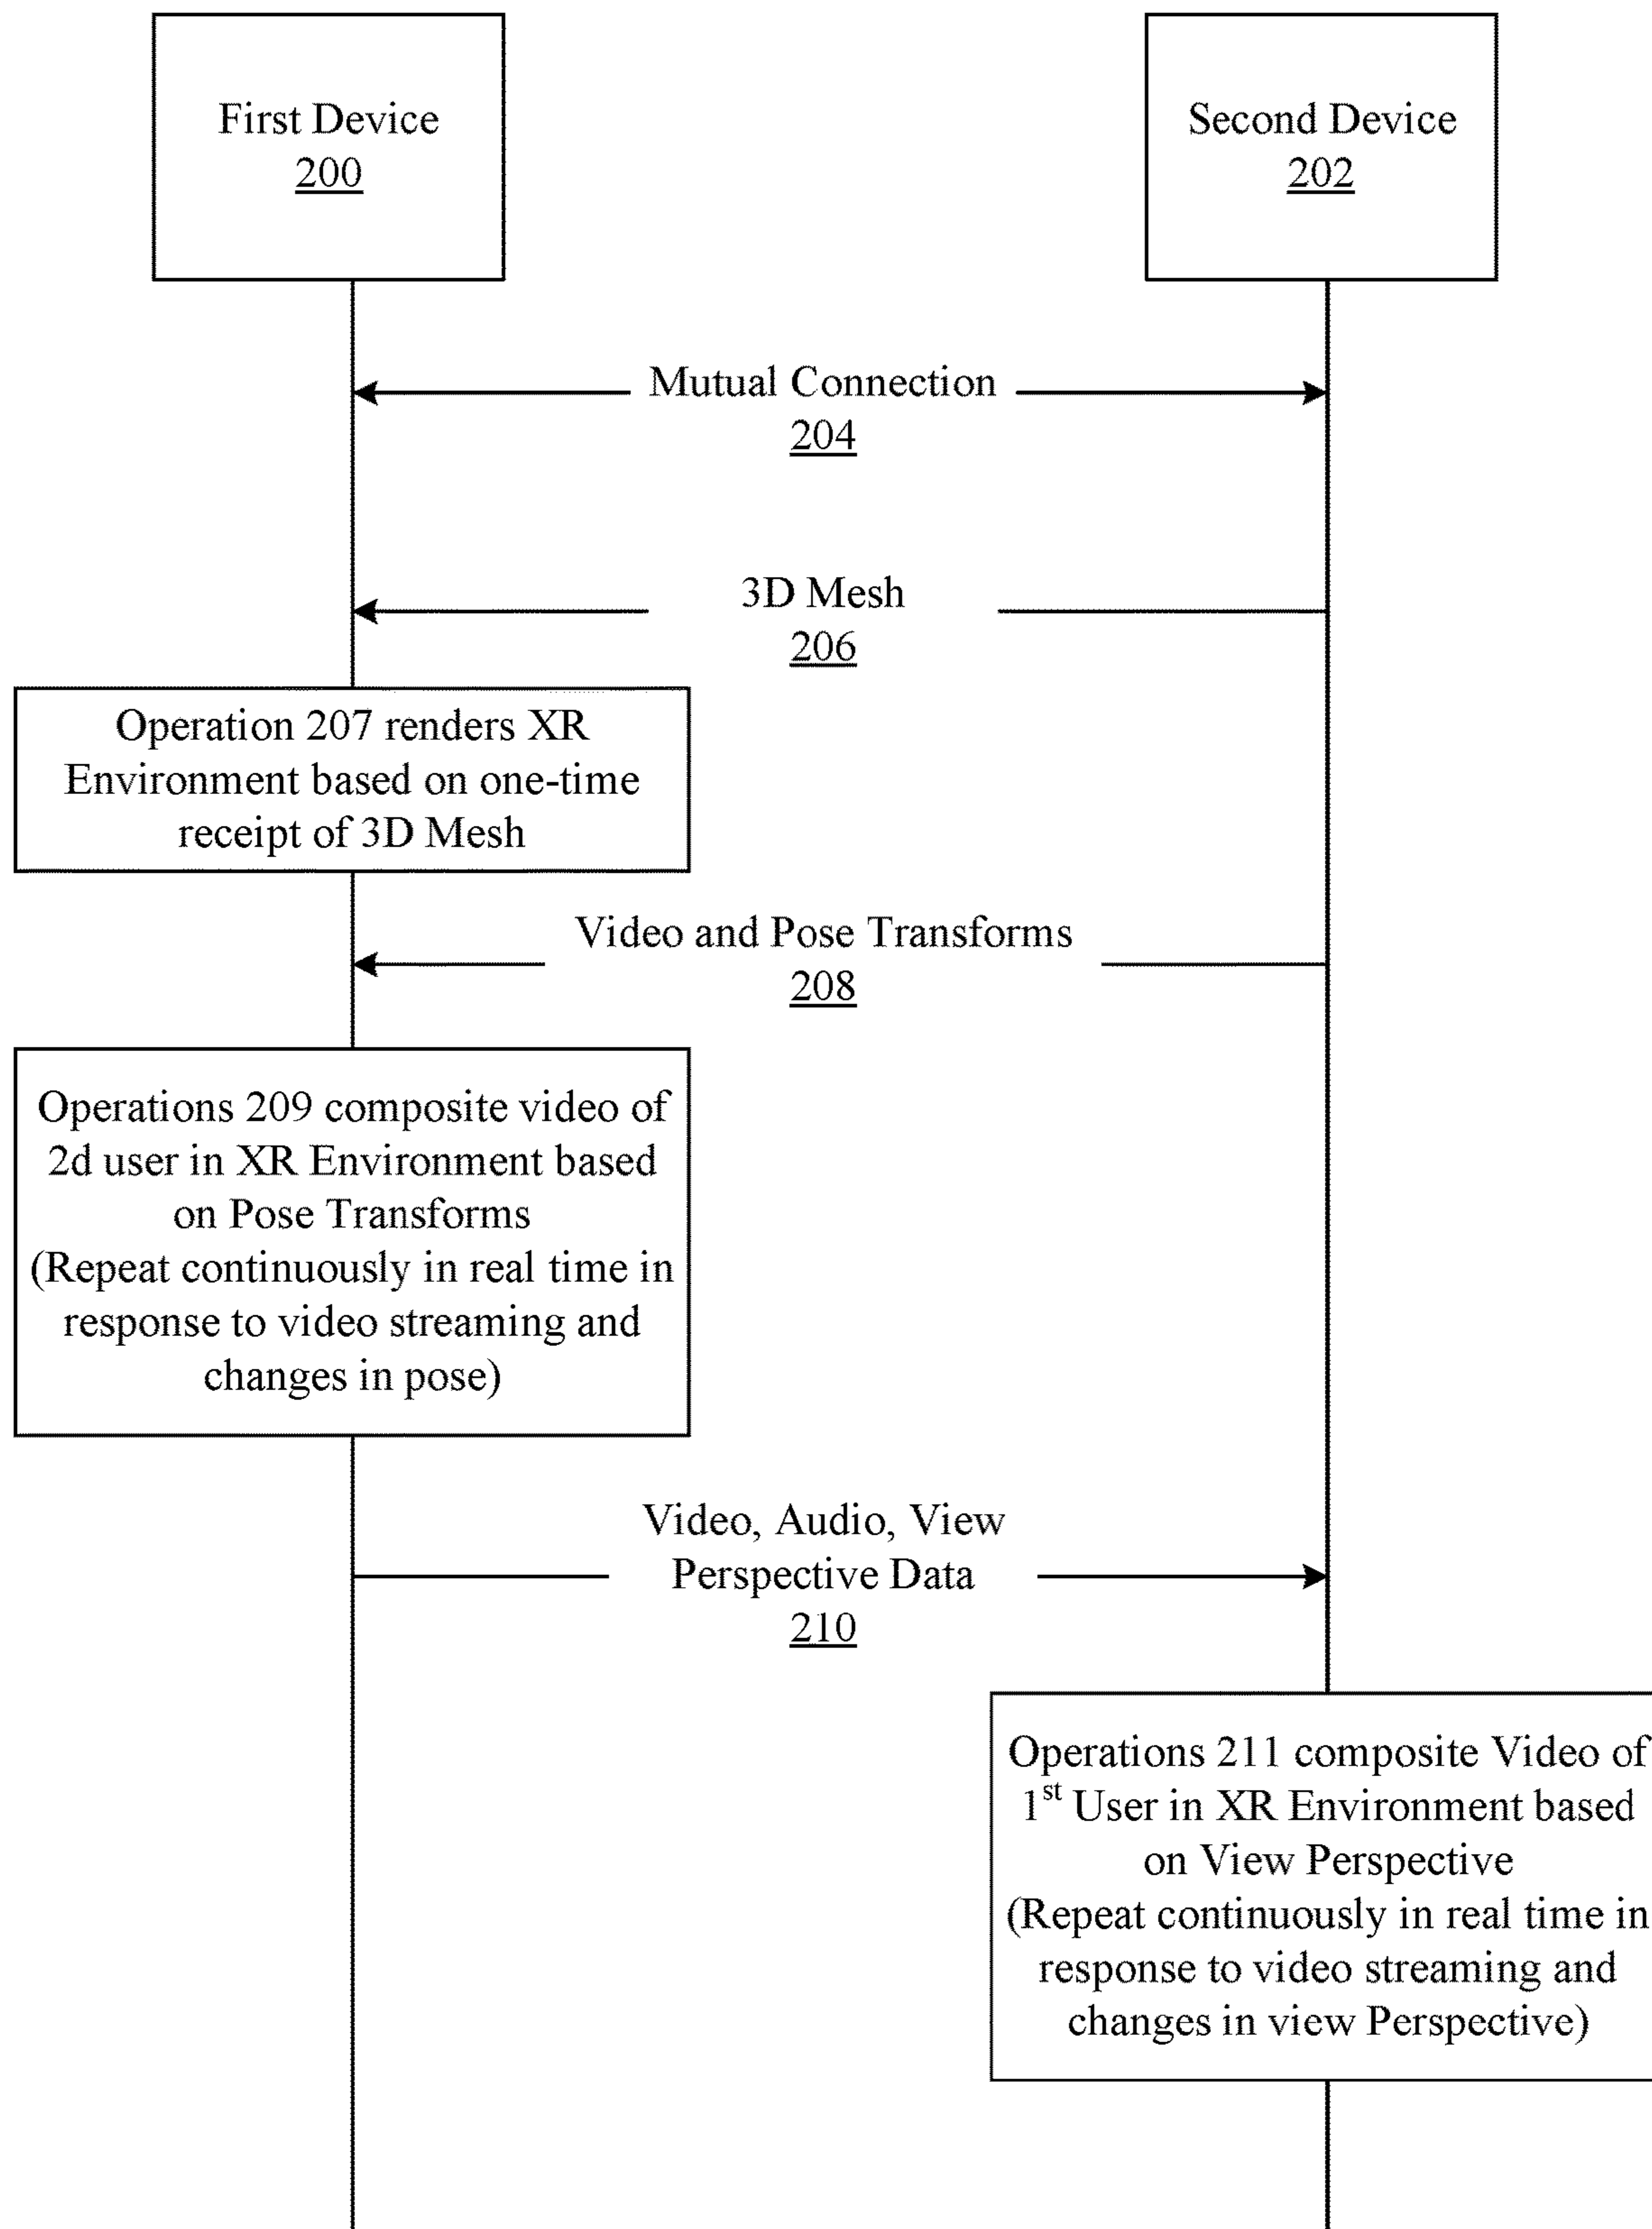 First Device
200
Second Device
202
Mutual Connection
204
3D Mesh
206
Operation 207 renders XR
Environment based on one-time
receipt of 3D Mesh
Video and Pose Transforms
208
Operations 209 composite video of
2d user in XR Environment based
on Pose Transforms
(Repeat continuously in real time in
response to video streaming and
changes in pose)
Video, Audio, View
Perspective Data
210
Operations 211 composite Video of
1st User in XR Environment based
on View Perspective
(Repeat continuously in real time in
response to video streaming and
changes in view Perspective)